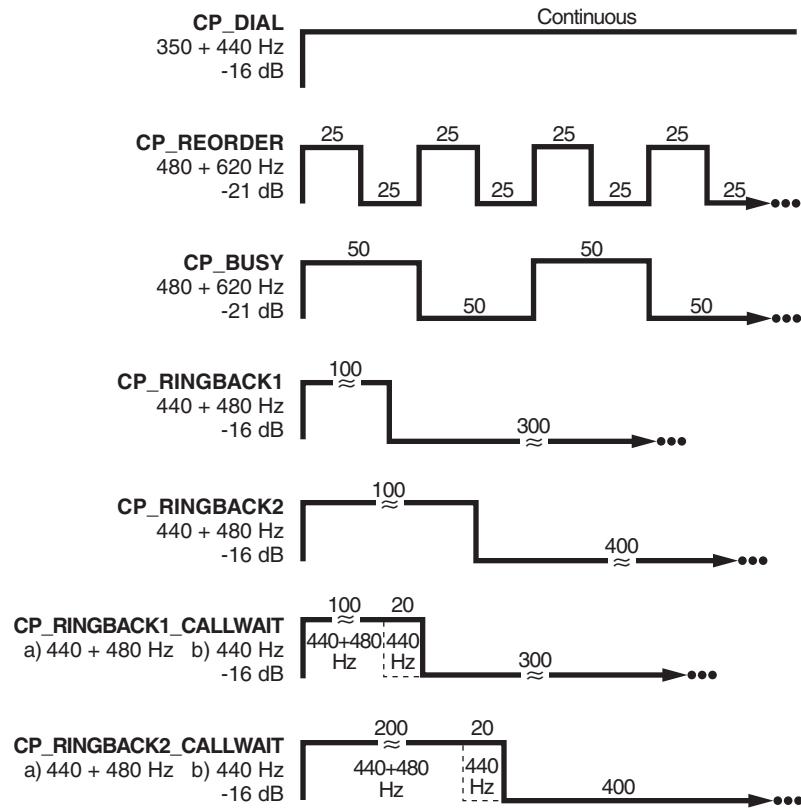 CP_DIAL
350 + 440 Hz
-16 dB
Continuous
CP_REORDER
480 + 620 Hz
-21 dB
25 25 25 25
25 25 25 25
CP_BUSY
480 + 620 Hz
-21 dB
50 50
50 50
CP_RINGBACK1
440 + 480 Hz
-16 dB
100
300
CP_RINGBACK2
440 + 480 Hz
-16 dB
100
400
CP_RINGBACK1_CALLWAIT
a) 440 + 480 Hz b) 440 Hz
-16 dB
100 20
440+480 Hz
440 Hz
300
CP_RINGBACK2_CALLWAIT
a) 440 + 480 Hz b) 440 Hz
-16 dB
200 20
440+480 Hz
440 Hz
400